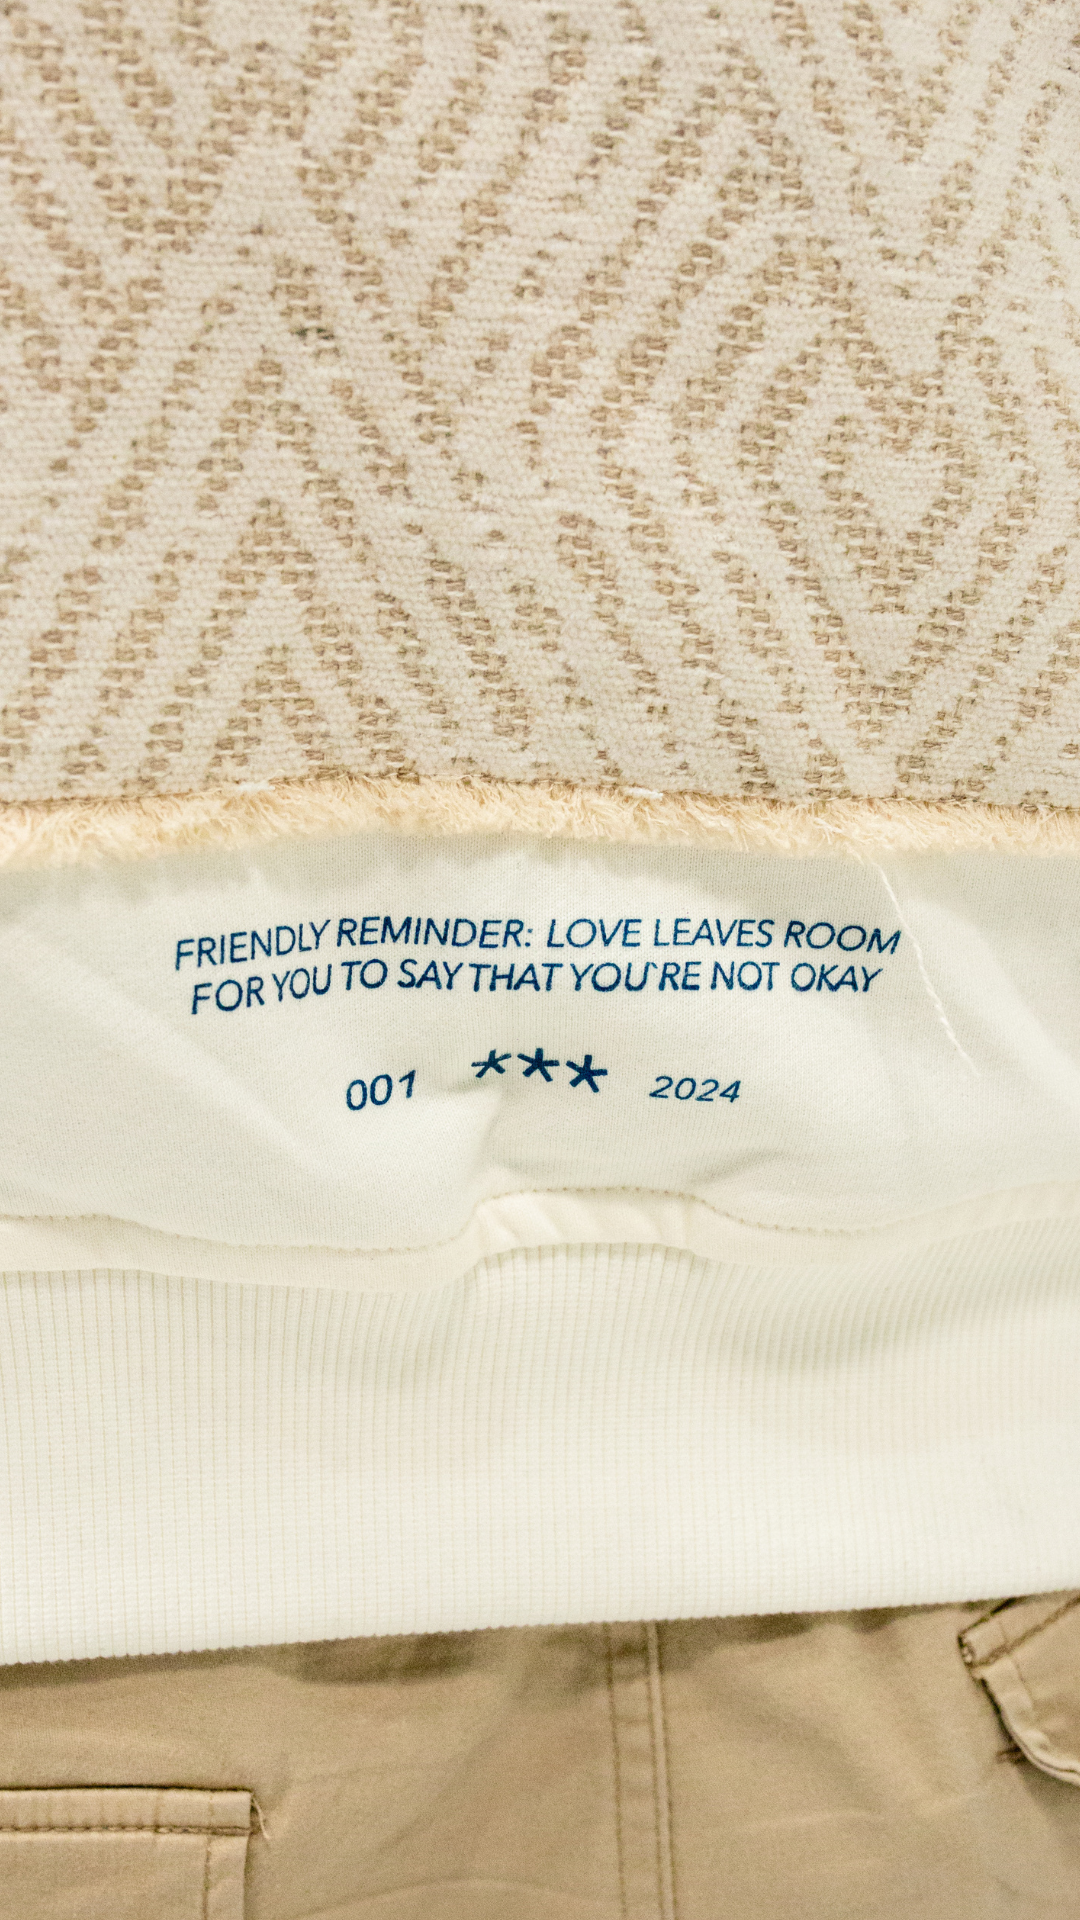 FRIENDLY REMINDER: LOVE LEAVES ROOM
FOR YOU TO SAY THAT YOU`RE NOT OKAY
001 *** 2024